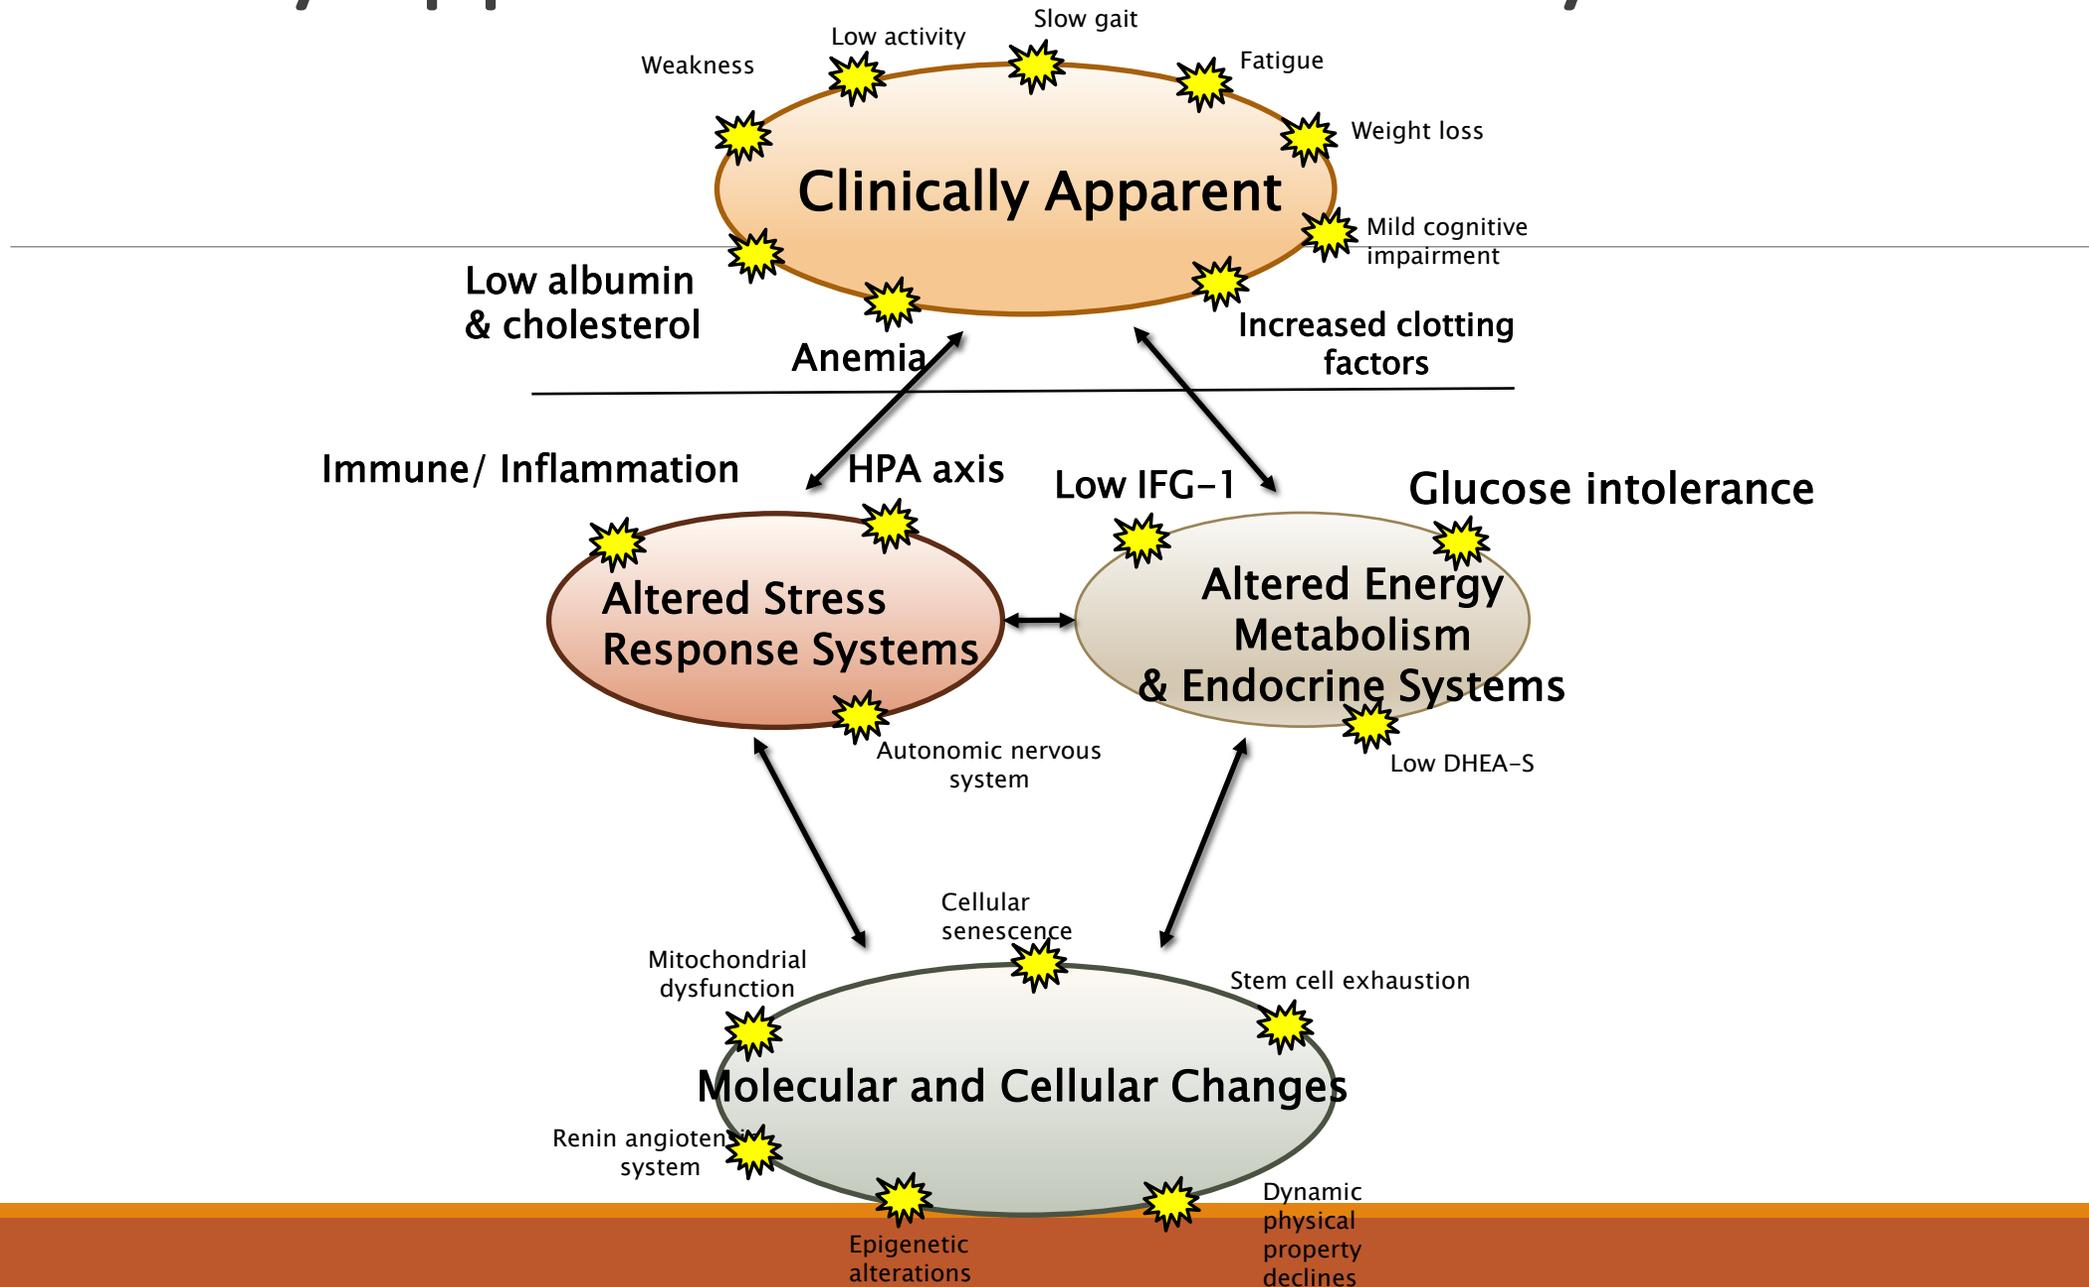 Slow gait
Low activity
Fatigue
Weakness
Weight loss
Clinically Apparent
Mild cognitive
impairment
Low albumin
& cholesterol
Increased clotting
factors
Anemia
Immune/ Inflammation
HPA axis
Low IFG-1
Glucose intolerance
Altered Stress
Response Systems
Altered Energy
Metabolism
& Endocrine Systems
Autonomic nervous
system
Low DHEA-S
Cellular
senescence
Mitochondrial
dysfunction
Stem cell exhaustion
Molecular and Cellular Changes
Renin
system
Epigenetic
alterations
Dynamic
physical
property
declines